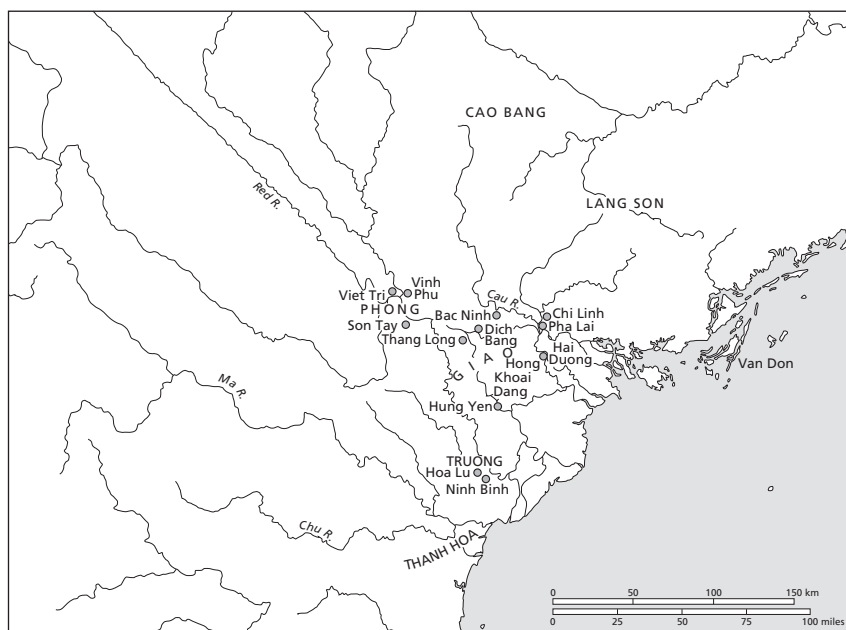 CAO BANG
LANG SON
Red R.
Vinh
Phu
Viet Tri
PHONG
Son Tay
Cau R.
Bac Ninh
Chi Linh
Pha Lai
Dich
Bang
Thang Long
GIA
Hong
Hai
Duong
Khoai
Dang
Van Don
Ma R.
Hung Yen
TRUONG
Hoa Lu
Ninh Binh
Chu R.
THANH HOA
0 50 100 150 km
0 25 50 75 100 miles